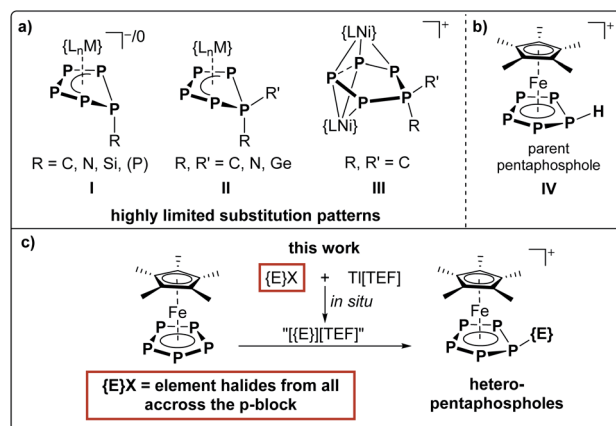 a)
{LnM} ⁻/⁰
P P P P P
R
R = C, N, Si, (P)
I
{LnM}
P P P P P
R'
R
R, R' = C, N, Ge
II
{LNi} +
P P P P P
R'
{LNi}
R
R, R' = C
III
highly limited substitution patterns
b)
Fe
P P P P P H
parent
pentaphosphole
IV
c)
this work
{E}X + Tl[TEF]
in situ
"[{E}][TEF]"
Fe
P P P P P
{E}X = element halides from all
accross the p-block
+
Fe
P P P P P {E}
hetero-
pentaphospholes